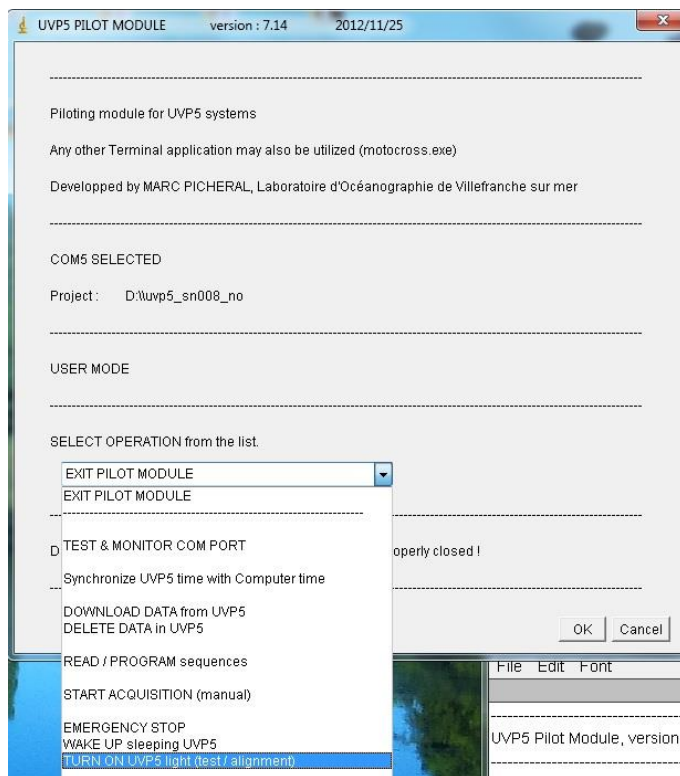 UVP5 PILOT MODULE version : 7.14 2012/11/25
Piloting module for UVP5 systems
Any other Terminal application may also be utilized (motocross.exe)
Developped by MARC PICHERAL, Laboratoire d'Océanographie de Villefranche sur mer
COM5 SELECTED
Project : D:\\uvp5_sn008_no
USER MODE
SELECT OPERATION from the list.
EXIT PILOT MODULE
EXIT PILOT MODULE
TEST & MONITOR COM PORT
D operly closed !
Synchronize UVP5 time with Computer time
DOWNLOAD DATA from UVP5
DELETE DATA in UVP5
OK Cancel
READ / PROGRAM sequences
File Edit Font
START ACQUISITION (manual)
EMERGENCY STOP
WAKE UP sleeping UVP5
UVP5 Pilot Module, version
TURN ON UVP5 light (test / alignment)